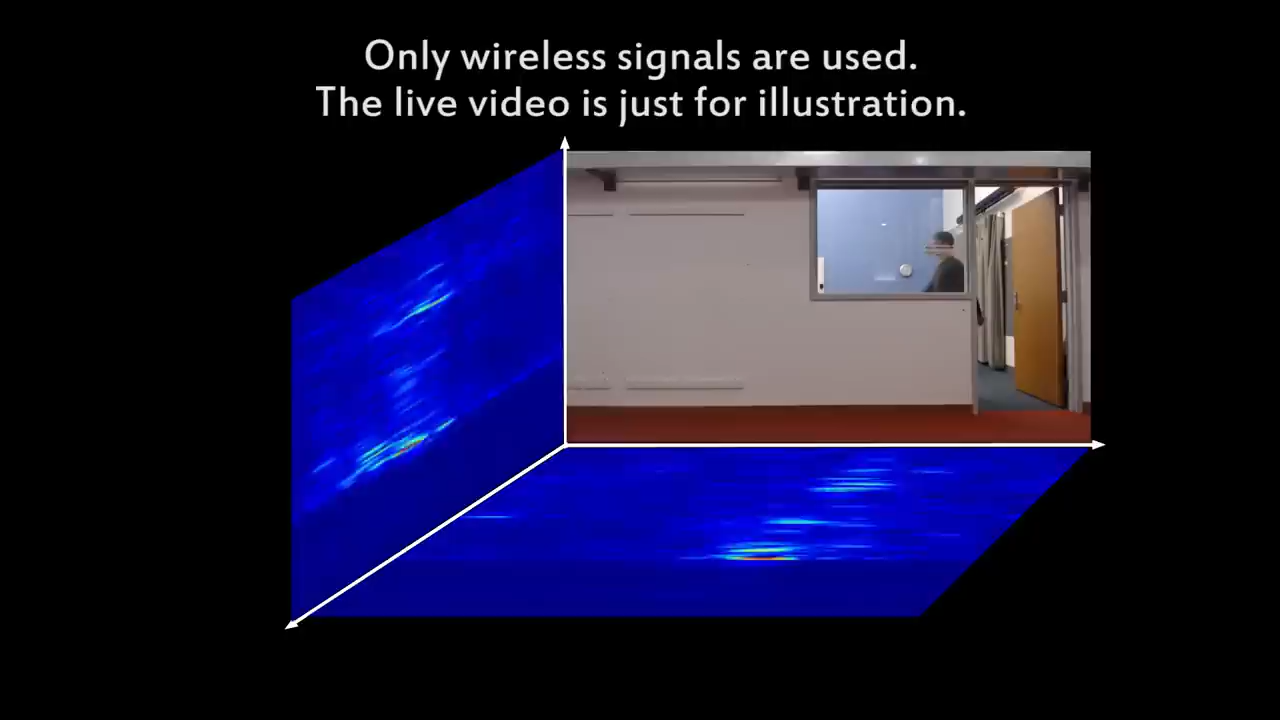 Only wireless signals are used.
The live video is just for illustration.